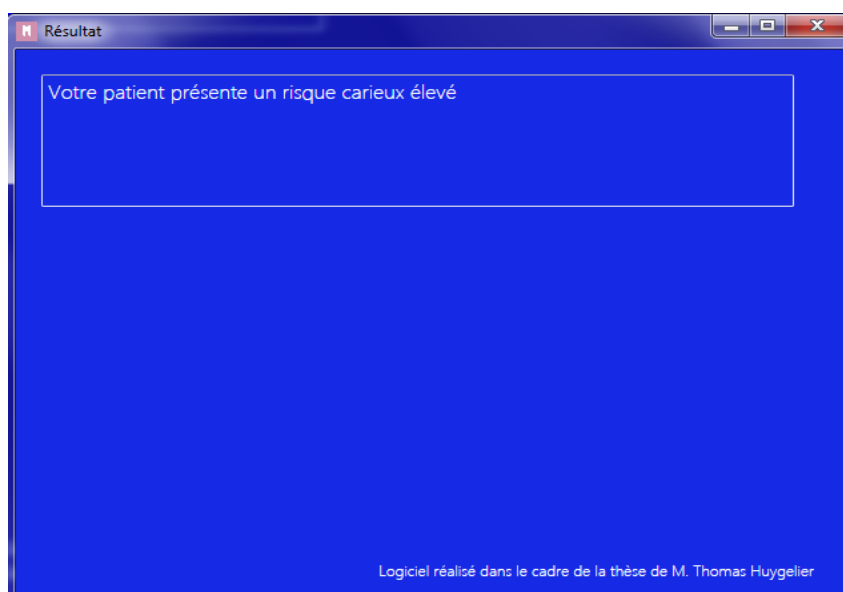 M Résultat
Votre patient présente un risque carieux élevé
Logiciel réalisé dans le cadre de la thèse de M. Thomas Huygelier